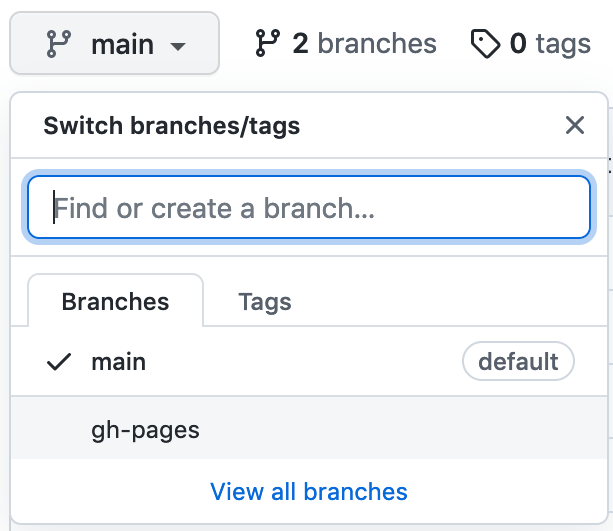 main 2 branches 0 tags
Switch branches/tags
Find or create a branch...
Branches Tags
main default
gh-pages
View all branches